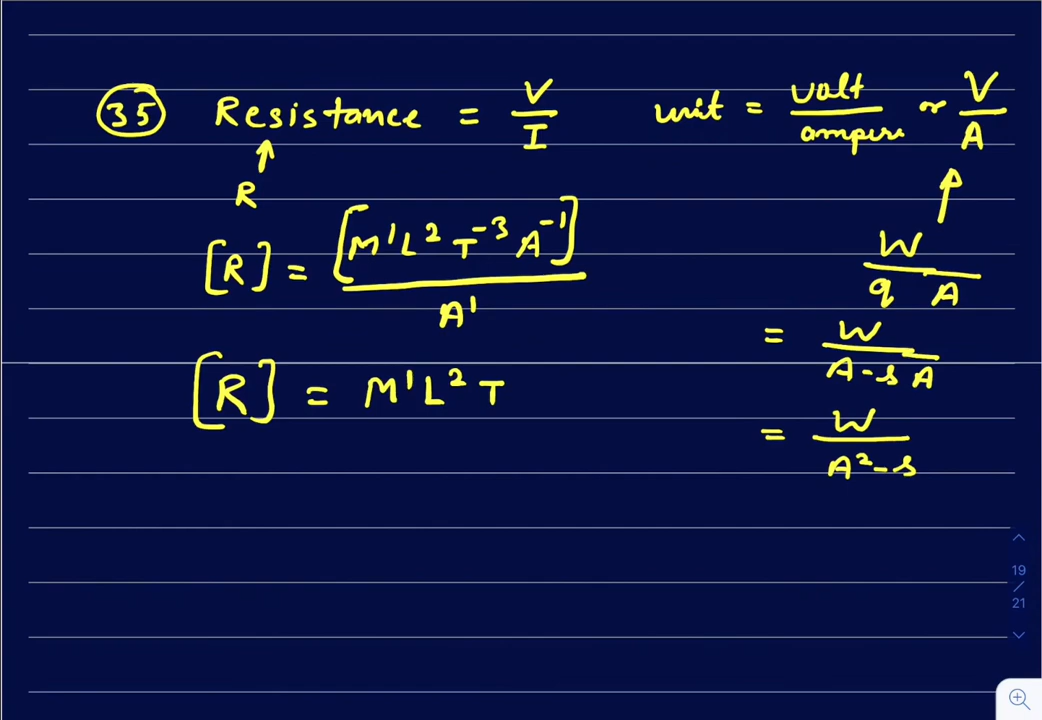 35 Resistance = V/I unit = volt/ampere or V/A
R
[R] = [M¹L²T⁻³A⁻¹]/A¹
W/q A
= W/A-s A
[R] = M¹L²T
= W/A²-s
19
/
21